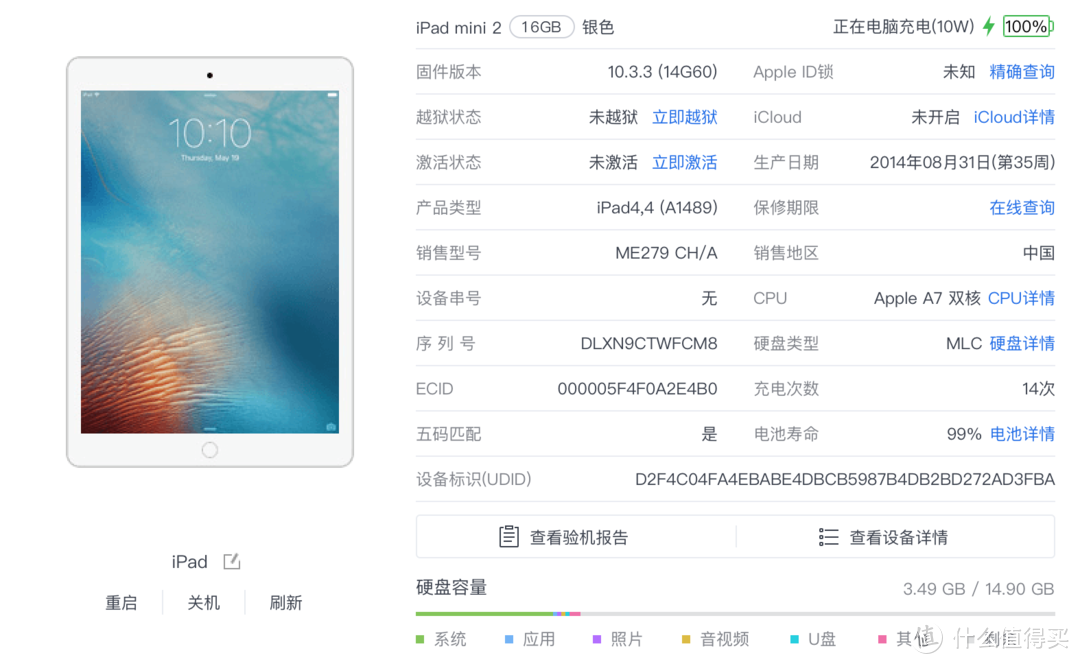 iPad mini 2 16GB 银色 正在电脑充电(10W) 100%
固件版本 10.3.3 (14G60) Apple ID锁 未知 精确查询
越狱状态 未越狱 立即越狱 iCloud 未开启 iCloud详情
激活状态 未激活 立即激活 生产日期 2014年08月31日(第35周)
产品类型 iPad4,4 (A1489) 保修期限 在线查询
销售型号 ME279 CH/A 销售地区 中国
设备串号 无 CPU Apple A7 双核 CPU详情
序 列 号 DLXN9CTWFCM8 硬盘类型 MLC 硬盘详情
ECID 000005F4F0A2E4B0 充电次数 14次
五码匹配 是 电池寿命 99% 电池详情
设备标识(UDID) D2F4C04FA4EBABE4DBCB5987B4DB2BD272AD3FBA
查看验机报告 查看设备详情
硬盘容量 3.49 GB / 14.90 GB
系统 应用 照片 音视频 U盘 其他 剩余
iPad
10:10
Thursday, May 19
iPad
重启 关机 刷新
值 什么值得买